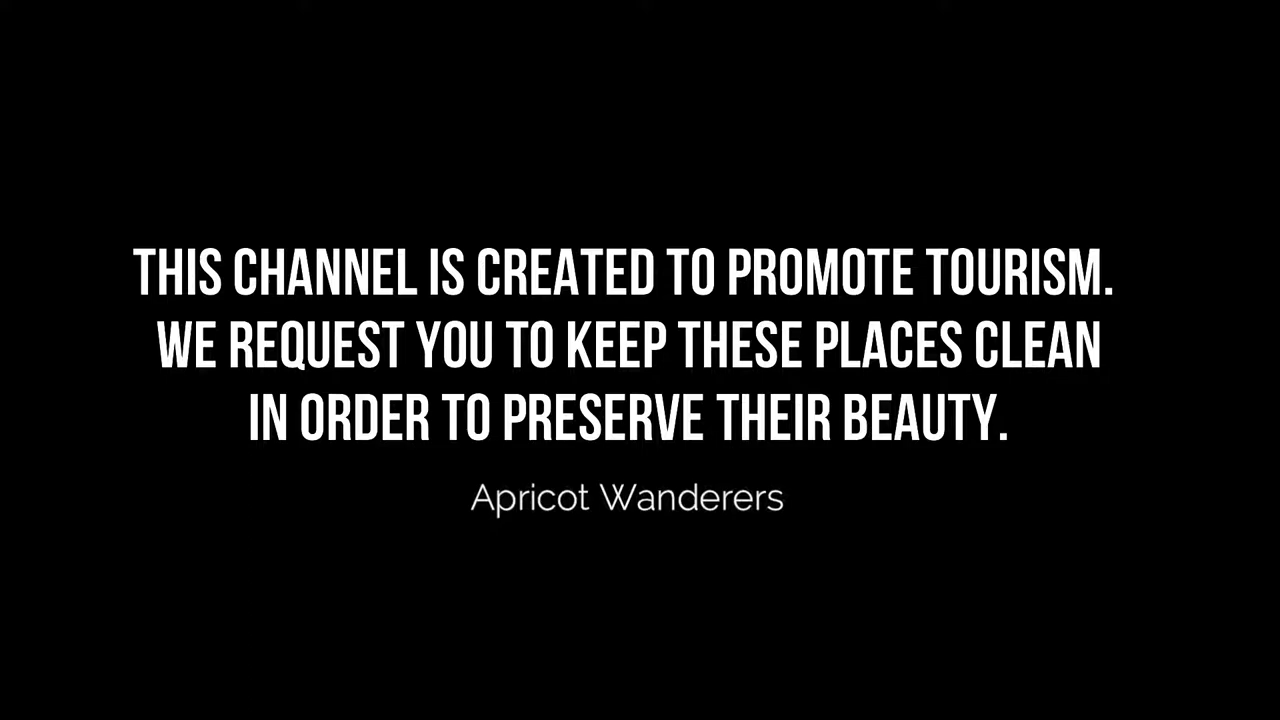 THIS CHANNEL IS CREATED TO PROMOTE TOURISM.
WE REQUEST YOU TO KEEP THESE PLACES CLEAN
IN ORDER TO PRESERVE THEIR BEAUTY.
Apricot Wanderers